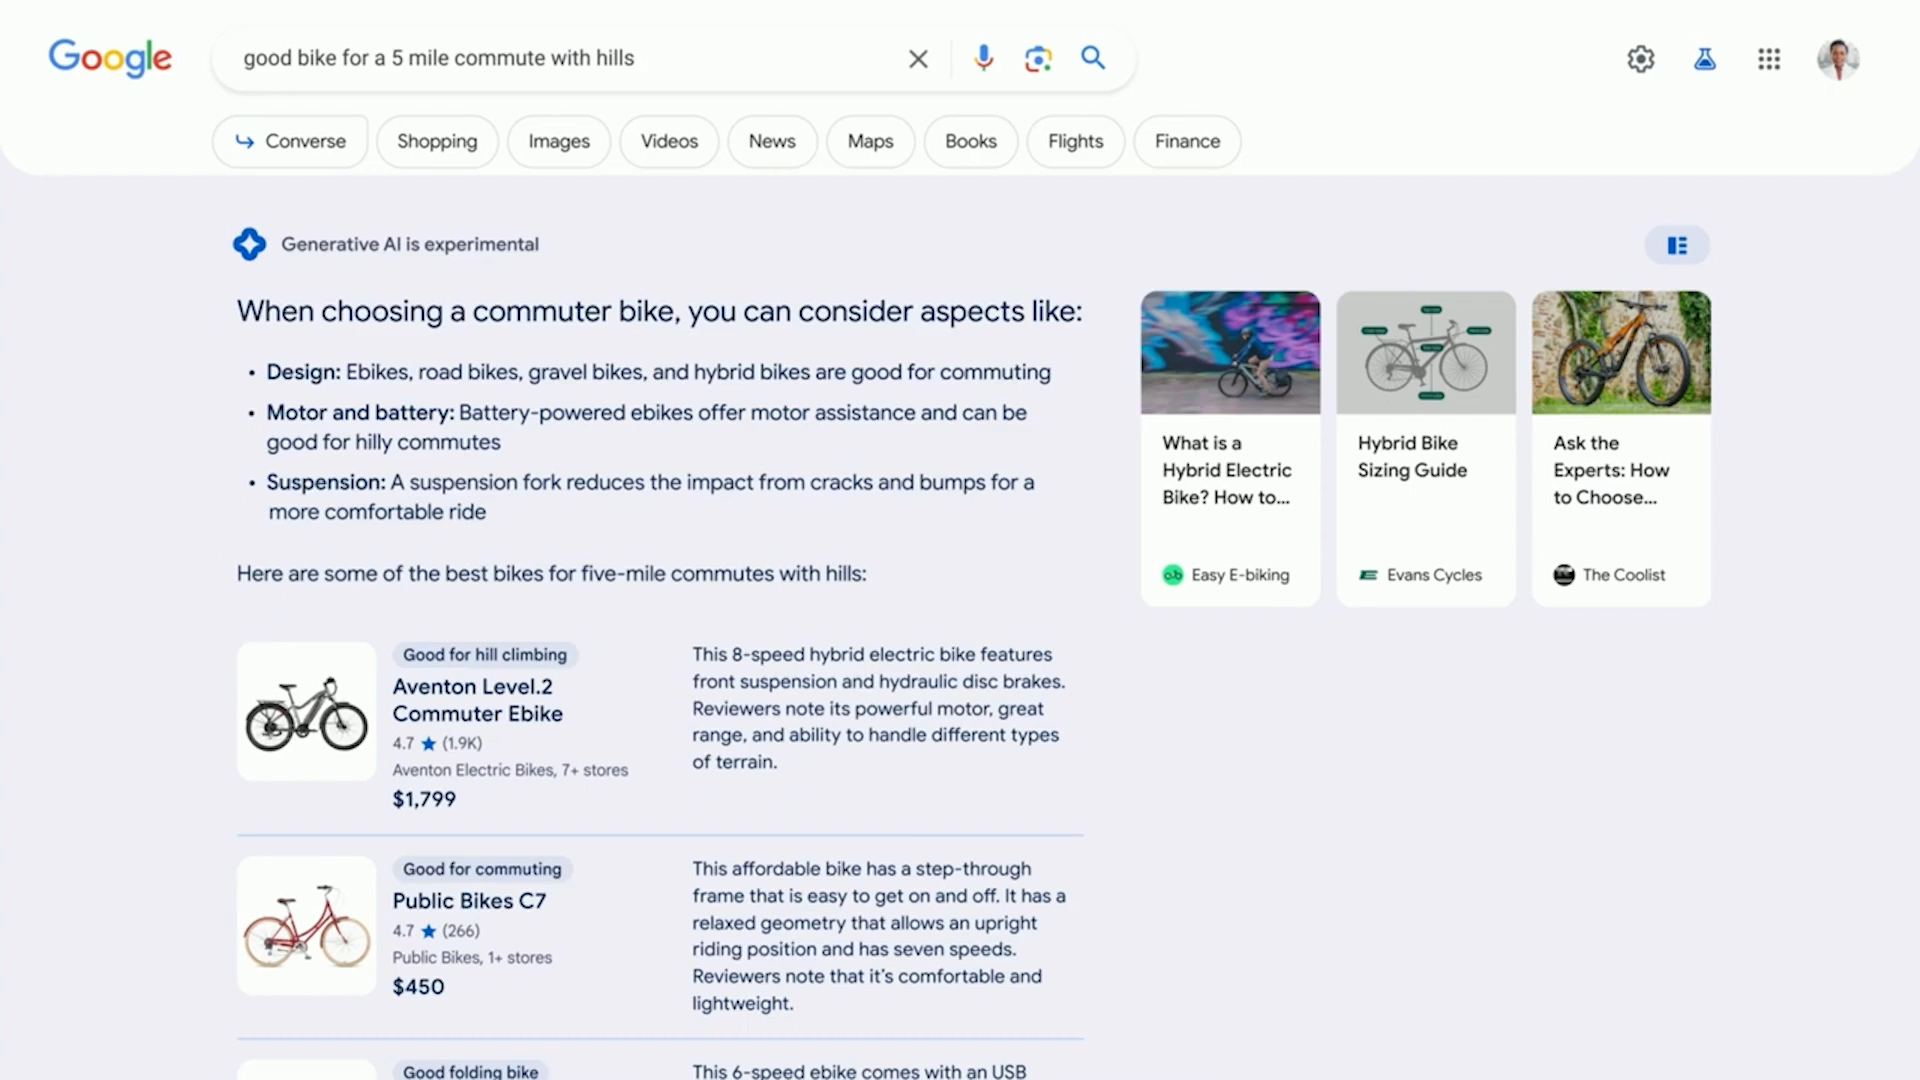 Google
good bike for a 5 mile commute with hills
Converse
Shopping
Images
Videos
News
Maps
Books
Flights
Finance
Generative AI is experimental
When choosing a commuter bike, you can consider aspects like:
• Design: Ebikes, road bikes, gravel bikes, and hybrid bikes are good for commuting
• Motor and battery: Battery-powered ebikes offer motor assistance and can be
good for hilly commutes
• Suspension: A suspension fork reduces the impact from cracks and bumps for a
more comfortable ride
Here are some of the best bikes for five-mile commutes with hills:
What is a
Hybrid Electric
Bike? How to...
Easy E-biking
Hybrid Bike
Sizing Guide
Evans Cycles
Ask the
Experts: How
to Choose...
The Coolist
Good for hill climbing
Aventon Level.2
Commuter Ebike
4.7 ★ (1.9K)
Aventon Electric Bikes, 7+ stores
$1,799
This 8-speed hybrid electric bike features
front suspension and hydraulic disc brakes.
Reviewers note its powerful motor, great
range, and ability to handle different types
of terrain.
Good for commuting
Public Bikes C7
4.7 ★ (266)
Public Bikes, 1+ stores
$450
This affordable bike has a step-through
frame that is easy to get on and off. It has a
relaxed geometry that allows an upright
riding position and has seven speeds.
Reviewers note that it's comfortable and
lightweight.
Good folding bike
This 6-speed ebike comes with an USB